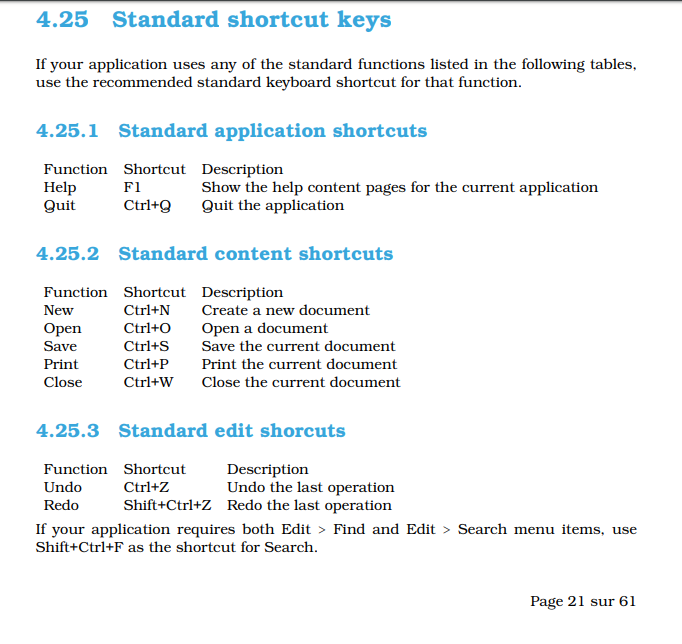 4.25 Standard shortcut keys
If your application uses any of the standard functions listed in the following tables,
use the recommended standard keyboard shortcut for that function.
4.25.1 Standard application shortcuts
Function Shortcut Description
Help F1 Show the help content pages for the current application
Quit Ctrl+Q Quit the application
4.25.2 Standard content shortcuts
Function Shortcut Description
New Ctrl+N Create a new document
Open Ctrl+O Open a document
Save Ctrl+S Save the current document
Print Ctrl+P Print the current document
Close Ctrl+W Close the current document
4.25.3 Standard edit shorcuts
Function Shortcut Description
Undo Ctrl+Z Undo the last operation
Redo Shift+Ctrl+Z Redo the last operation
If your application requires both Edit > Find and Edit > Search menu items, use
Shift+Ctrl+F as the shortcut for Search.
Page 21 sur 61